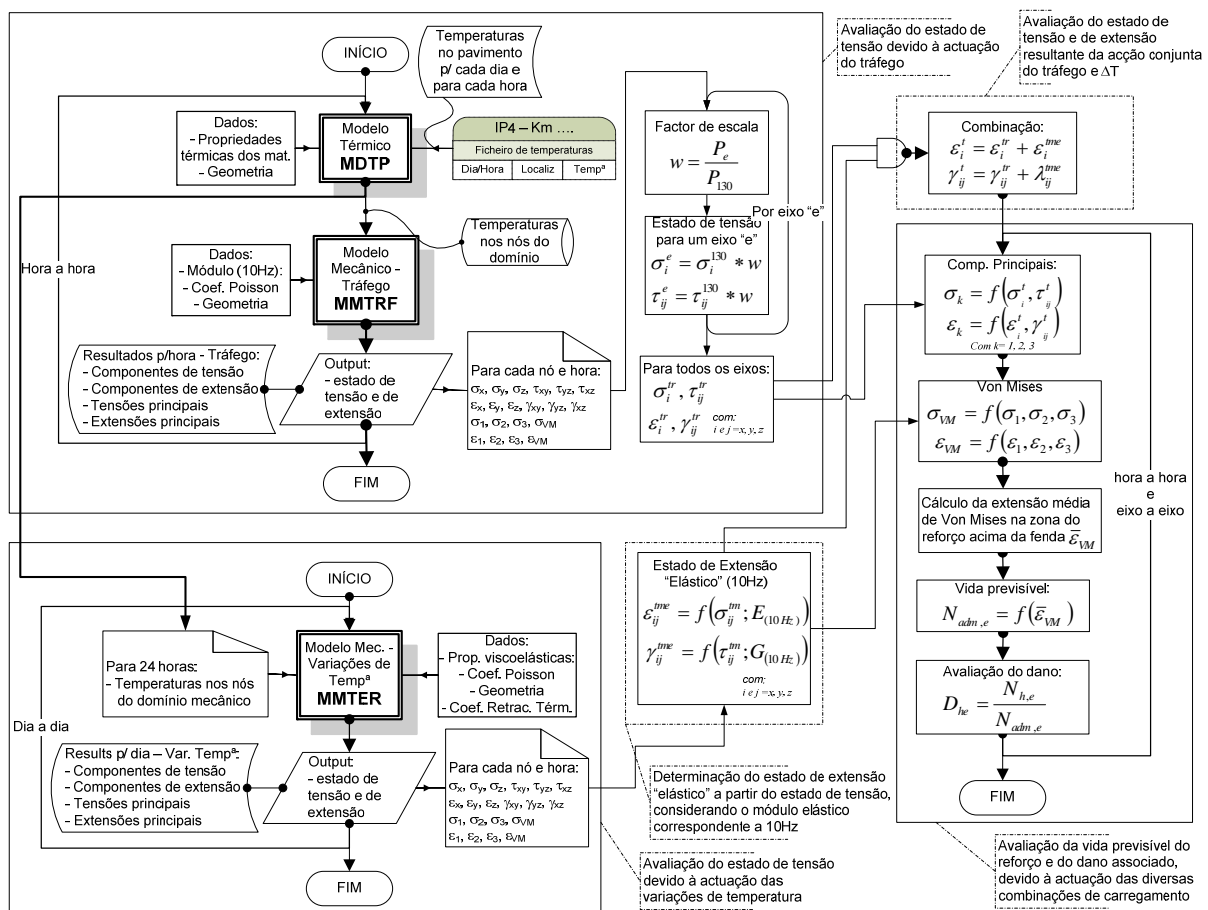 INÍCIO
Temperaturas
no pavimento
p/ cada dia e
para cada hora
Dados:
- Propriedades
térmicas dos mat.
- Geometria
Modelo
Térmico
MDTP
IP4 – Km ....
Ficheiro de temperaturas
Dia/Hora Localiz Tempª
Hora a hora
Dados:
- Módulo (10Hz):
- Coef. Poisson
- Geometria
Modelo
Mecânico -
Tráfego
MMTRF
Temperaturas
nos nós do
domínio
Resultados p/hora - Tráfego:
- Componentes de tensão
- Componentes de extensão
- Tensões principais
- Extensões principais
Output:
- estado de
tensão e de
extensão
Para cada nó e hora:
σx, σy, σz, τxy, τyz, τxz
εx, εy, εz, γxy, γyz, γxz
σ1, σ2, σ3, σVM
ε1, ε2, ε3, εVM
FIM
Factor de escala
w = Pe / P130
Por eixo “e”
Estado de tensão
para um eixo “e”
σ_i^e = σ_i^130 * w
τ_ij^e = τ_ij^130 * w
Para todos os eixos:
σ_i^tr, τ_ij^tr
ε_i^tr, γ_ij^tr com:
i e j=x, y, z
Avaliação do estado de
tensão devido à actuação
do tráfego
Avaliação do estado de
tensão e de extensão
resultante da acção conjunta
do tráfego e ΔT
Combinação:
ε_i^t = ε_i^tr + ε_i^tme
γ_ij^t = γ_ij^tr + λ_ij^tme
Comp. Principais:
σ_k = f(σ_i^t, τ_ij^t)
ε_k = f(ε_i^t, γ_ij^t)
Com k= 1, 2, 3
Von Mises
σ_VM = f(σ1, σ2, σ3)
ε_VM = f(ε1, ε2, ε3)
hora a hora
e
eixo a eixo
Cálculo da extensão média
de Von Mises na zona do
reforço acima da fenda ε̅_VM
Vida previsível:
N_adm,e = f(ε̅_VM)
Avaliação do dano:
D_he = N_h,e / N_adm,e
FIM
Avaliação da vida previsível do
reforço e do dano associado,
devido à actuação das diversas
combinações de carregamento
INÍCIO
Para 24 horas:
- Temperaturas nos nós
do domínio mecânico
Modelo Mec. -
Variações de
Tempª
MMTER
Dados:
- Prop. viscoelásticas:
- Coef. Poisson
- Geometria
- Coef. Retrac. Térm.
Dia a dia
Results p/ dia – Var. Tempª:
- Componentes de tensão
- Componentes de extensão
- Tensões principais
- Extensões principais
Output:
- estado de
tensão e de
extensão
Para cada nó e hora:
σx, σy, σz, τxy, τyz, τxz
εx, εy, εz, γxy, γyz, γxz
σ1, σ2, σ3, σVM
ε1, ε2, ε3, εVM
FIM
Estado de Extensão
“Elástico” (10Hz)
ε_ij^tme = f(σ_ij^tm; E_(10 Hz))
γ_ij^tme = f(τ_ij^tm; G_(10 Hz))
com;
i e j =x, y, z
Determinação do estado de extensão
“elástico” a partir do estado de tensão,
considerando o módulo elástico
correspondente a 10Hz
Avaliação do estado de tensão
devido à actuação das
variações de temperatura